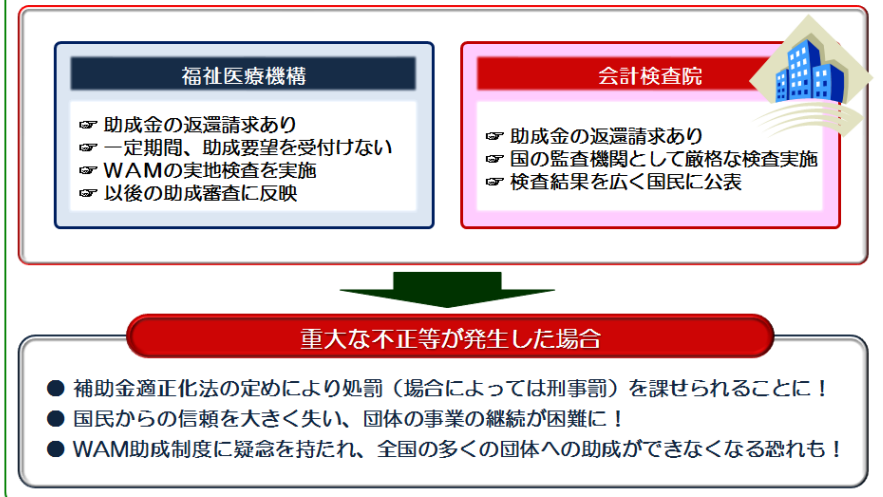 福祉医療機構
☞ 助成金の返還請求あり
☞ 一定期間、助成要望を受付けない
☞ WAMの実地検査を実施
☞ 以後の助成審査に反映
会計検査院
☞ 助成金の返還請求あり
☞ 国の監査機関として厳格な検査実施
☞ 検査結果を広く国民に公表
重大な不正等が発生した場合
● 補助金適正化法の定めにより処罰（場合によっては刑事罰）を課せられることに！
● 国民からの信頼を大きく失い、団体の事業の継続が困難に！
● WAM助成制度に疑念を持たれ、全国の多くの団体への助成ができなくなる恐れも！